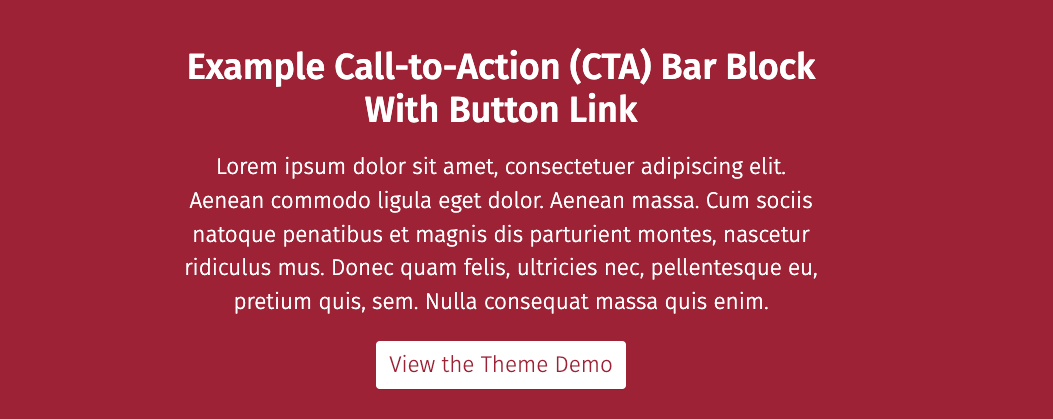 Example Call-to-Action (CTA) Bar Block
With Button Link
Lorem ipsum dolor sit amet, consectetuer adipiscing elit.
Aenean commodo ligula eget dolor. Aenean massa. Cum sociis
natoque penatibus et magnis dis parturient montes, nascetur
ridiculus mus. Donec quam felis, ultricies nec, pellentesque eu,
pretium quis, sem. Nulla consequat massa quis enim.
View the Theme Demo